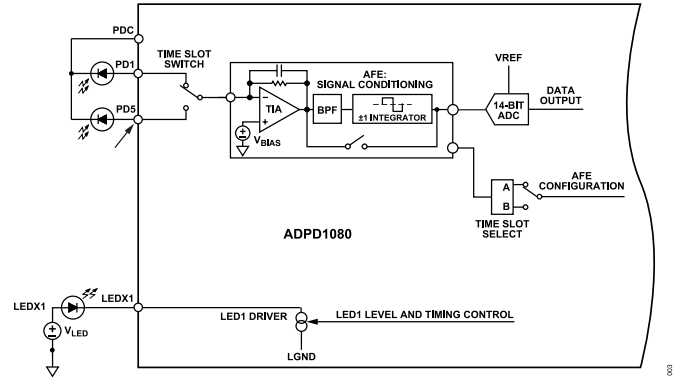 PDC
PD1
PD5
TIME SLOT
SWITCH
TIA
VBIAS
AFE:
SIGNAL CONDITIONING
BPF
±1 INTEGRATOR
VREF
14-BIT
ADC
DATA
OUTPUT
A
B
TIME SLOT
SELECT
AFE
CONFIGURATION
ADPD1080
LEDX1
VLED
LEDX1
LED1 DRIVER
LED1 LEVEL AND TIMING CONTROL
LGND
003